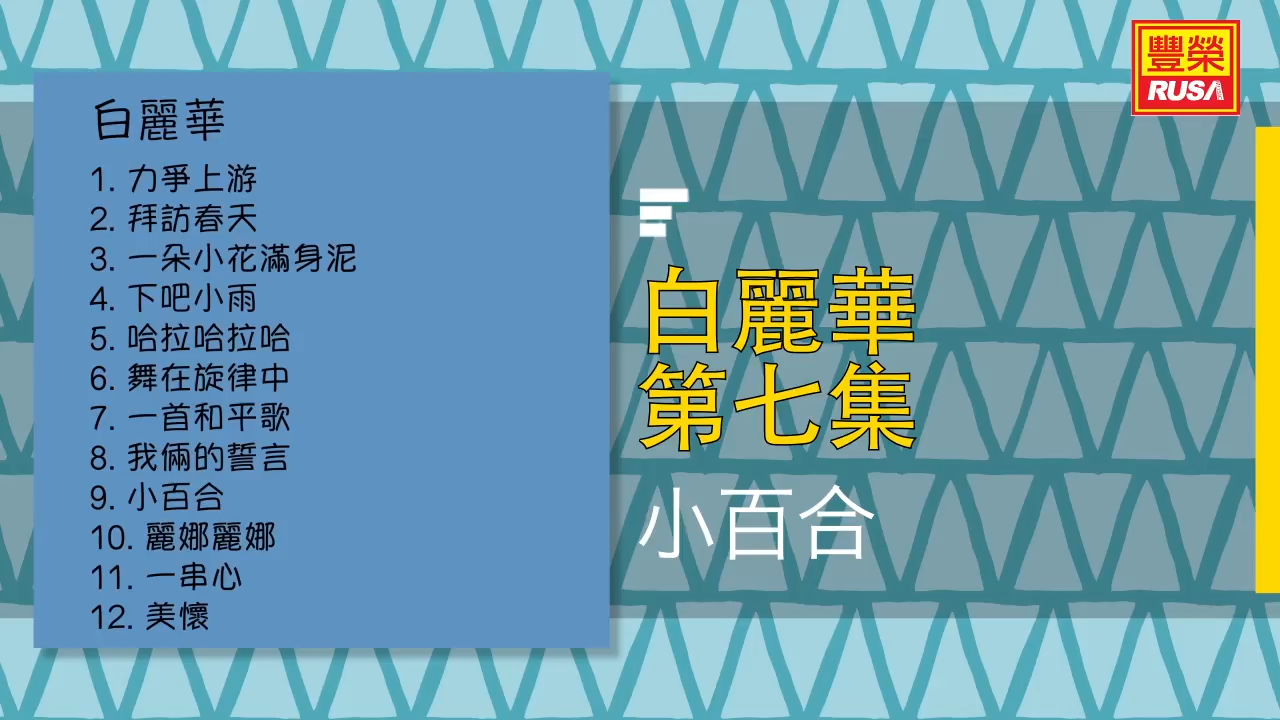 白麗華
1. 力爭上游
2. 拜訪春天
3. 一朵小花滿身泥
4. 下吧小雨
5. 哈拉哈拉哈
6. 舞在旋律中
7. 一首和平歌
8. 我倆的誓言
9. 小百合
10. 麗娜麗娜
11. 一串心
12. 美懷
豐榮
RUSA
白麗華
第七集
小百合